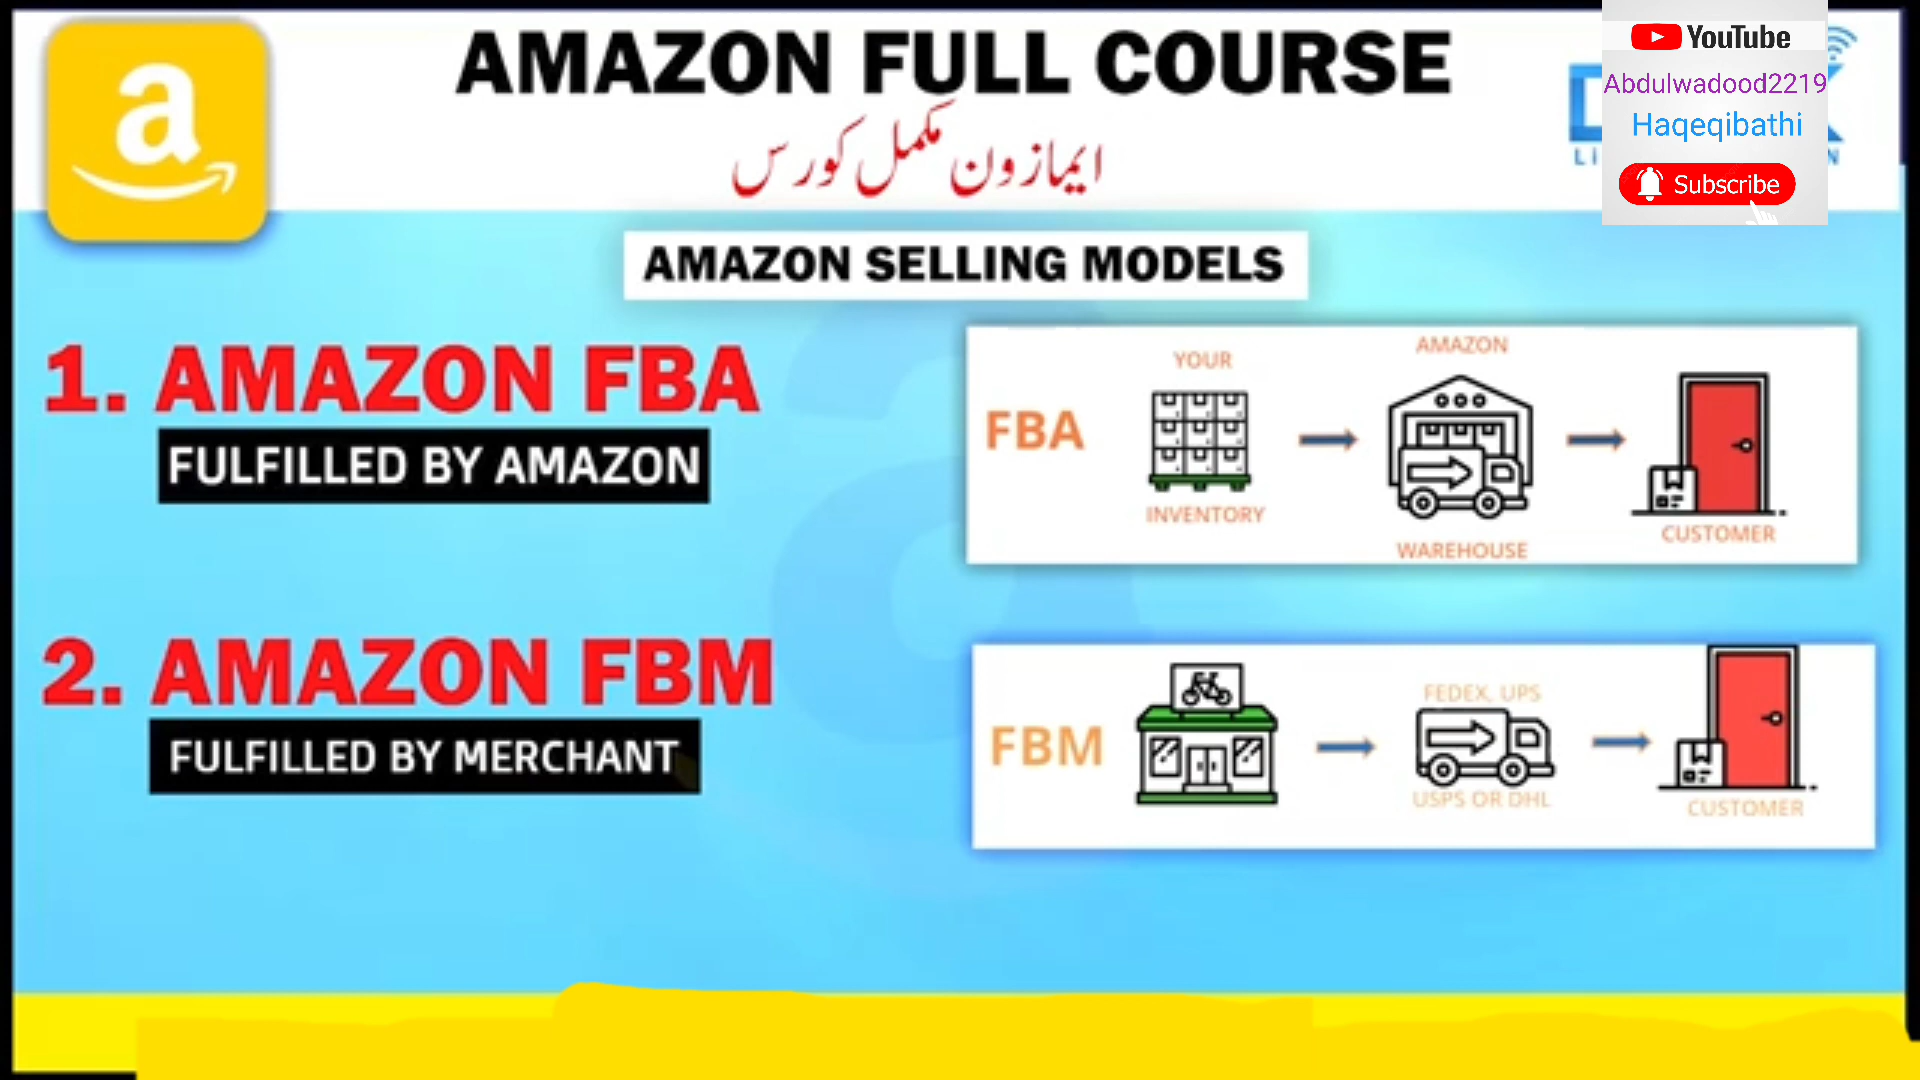 a
AMAZON FULL COURSE
ایمازون مکمل کورس
YouTube
Abdulwadood2219
Haqeqibathi
Subscribe
AMAZON SELLING MODELS
1. AMAZON FBA
FULFILLED BY AMAZON
FBA
YOUR
INVENTORY
AMAZON
WAREHOUSE
CUSTOMER
2. AMAZON FBM
FULFILLED BY MERCHANT
FBM
FEDEX, UPS
USPS OR DHL
CUSTOMER